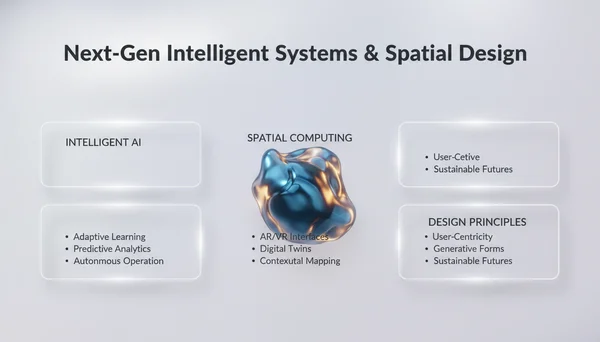 Next-Gen Intelligent Systems & Spatial Design
INTELLIGENT AI
• Adaptive Learning
• Predictive Analytics
• Autonmous Operation
SPATIAL COMPUTING
• AR/VR Interfaces
• Digital Twins
• Contexutal Mapping
• User-Cetive
• Sustainable Futures
DESIGN PRINCIPLES
• User-Centricity
• Generative Forms
• Sustainable Futures